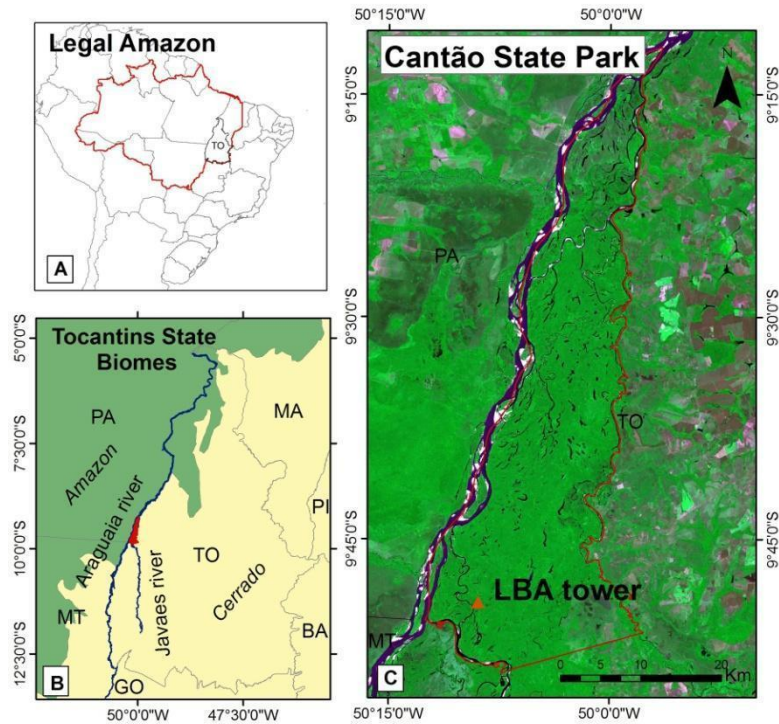 Legal Amazon
TO
A
Tocantins State
Biomes
5°0'0"S
7°30'0"S
10°0'0"S
12°30'0"S
PA
MA
Amazon
Araguaia river
PI
TO
Javaes river
Cerrado
MT
BA
GO
B
50°0'0"W
47°30'0"W
50°15'0"W
50°00'0"W
Cantão State Park
N
9°15'0"S
9°15'0"S
PA
9°30'0"S
9°30'0"S
TO
9°45'0"S
9°45'0"S
LBA tower
MT
C
0
5
10
20
Km
50°15'0"W
50°00'0"W